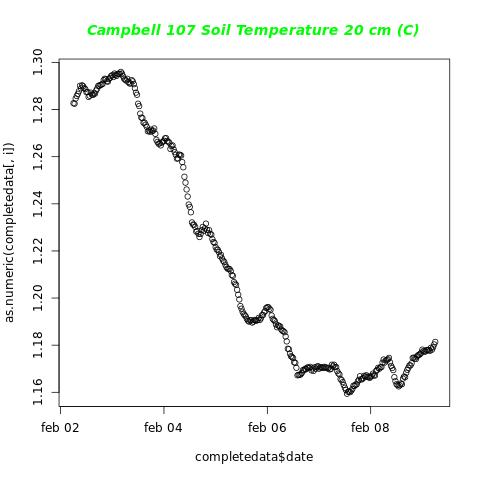 Campbell 107 Soil Temperature 20 cm (C)
as.numeric(completedata[, i])
1.30
1.28
1.26
1.24
1.22
1.20
1.18
1.16
feb 02 feb 04 feb 06 feb 08
completedata$date